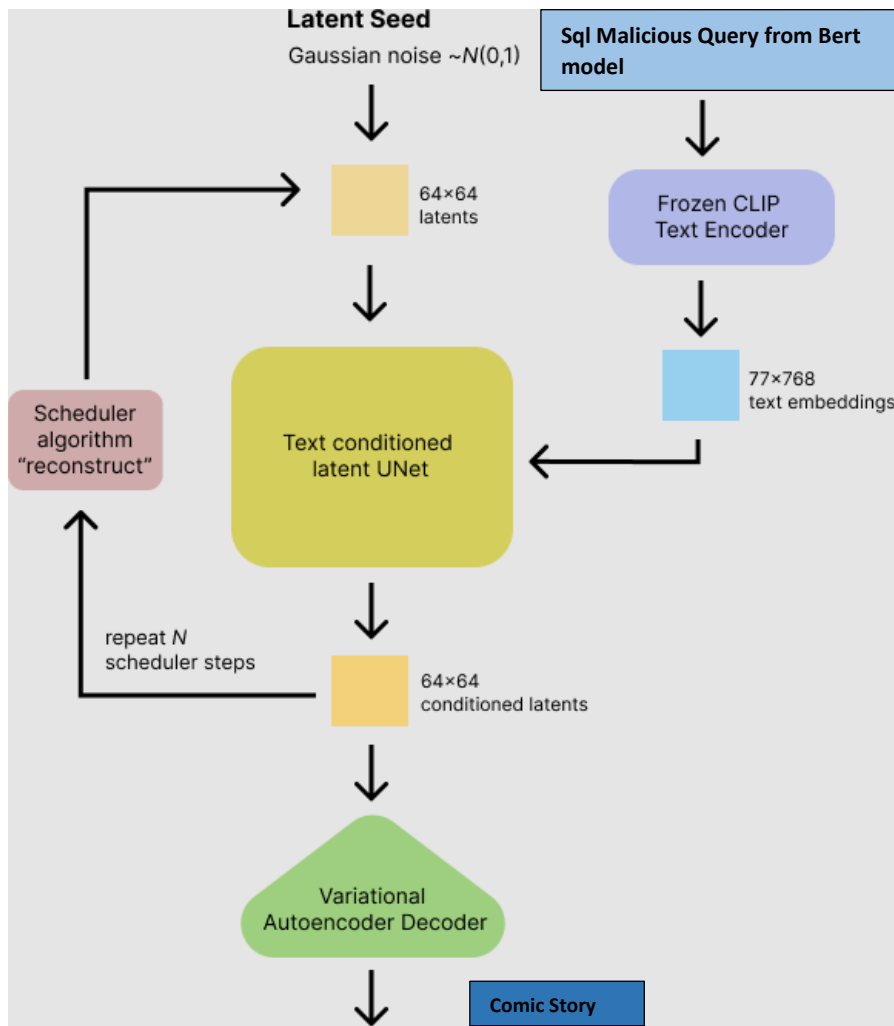 Latent Seed
Gaussian noise ~N(0,1)
Sql Malicious Query from Bert
model
64×64
latents
Frozen CLIP
Text Encoder
77×768
text embeddings
Scheduler
algorithm
“reconstruct”
Text conditioned
latent UNet
repeat N
scheduler steps
64×64
conditioned latents
Variational
Autoencoder Decoder
Comic Story